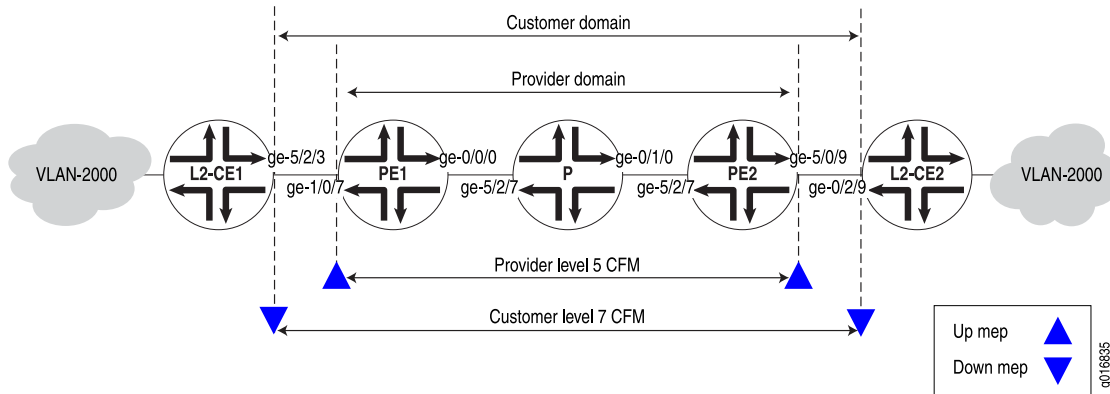 Customer domain
Provider domain
VLAN-2000
L2-CE1
ge-5/2/3
ge-1/0/7
PE1
ge-0/0/0
ge-5/2/7
P
ge-0/1/0
ge-5/2/7
PE2
ge-5/0/9
ge-0/2/9
L2-CE2
VLAN-2000
Provider level 5 CFM
Customer level 7 CFM
Up mep
Down mep
g016835